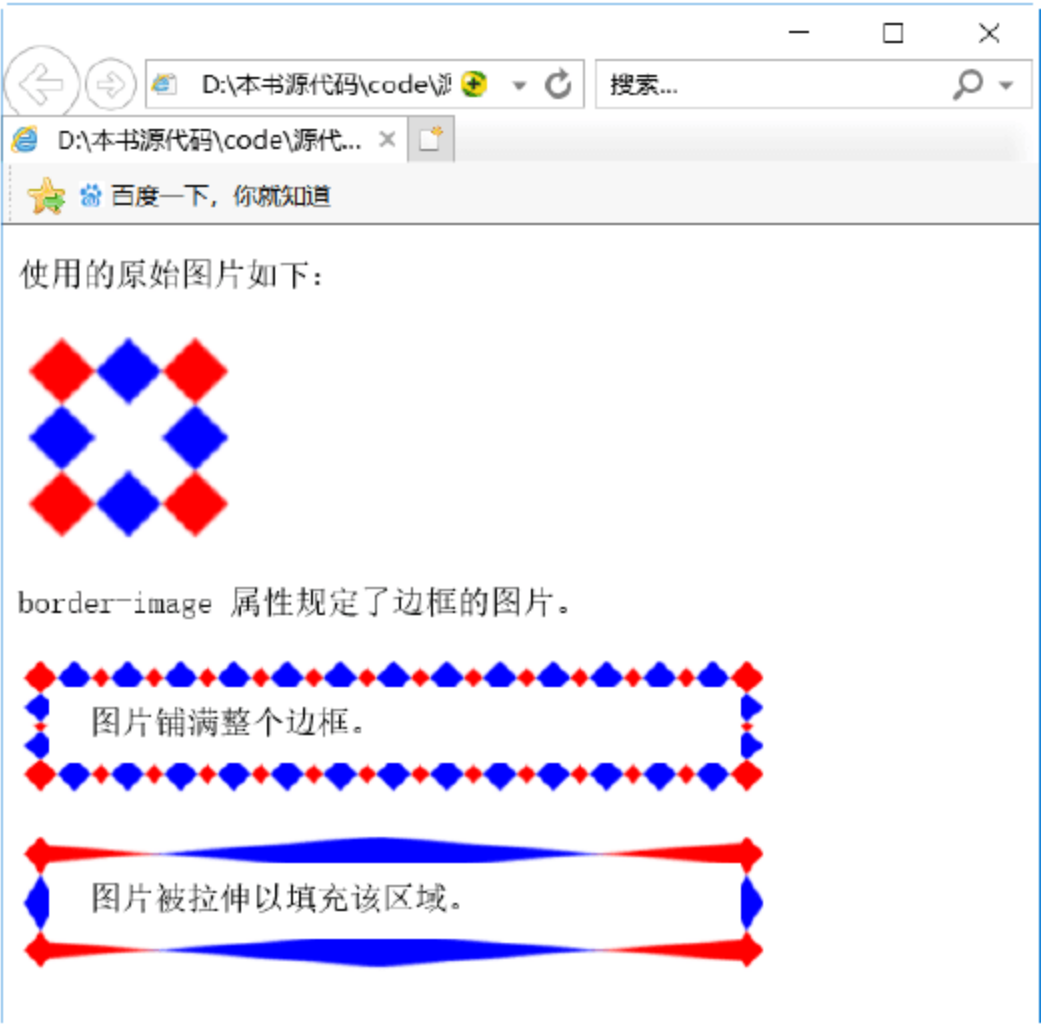 D:\本书源代码\code\源
搜索...
D:\本书源代码\code\源代...
百度一下，你就知道
使用的原始图片如下：
border-image 属性规定了边框的图片。
图片铺满整个边框。
图片被拉伸以填充该区域。